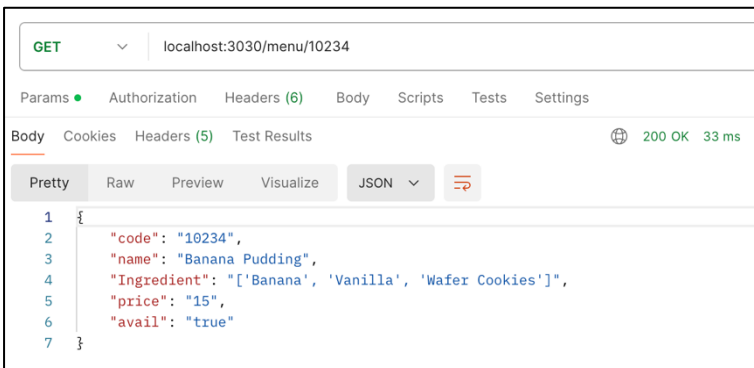 GET localhost:3030/menu/10234
Params Authorization Headers (6) Body Scripts Tests Settings
Body Cookies Headers (5) Test Results 200 OK 33 ms
Pretty Raw Preview Visualize JSON
1 {
2 "code": "10234",
3 "name": "Banana Pudding",
4 "Ingredient": "['Banana', 'Vanilla', 'Wafer Cookies']",
5 "price": "15",
6 "avail": "true"
7 }